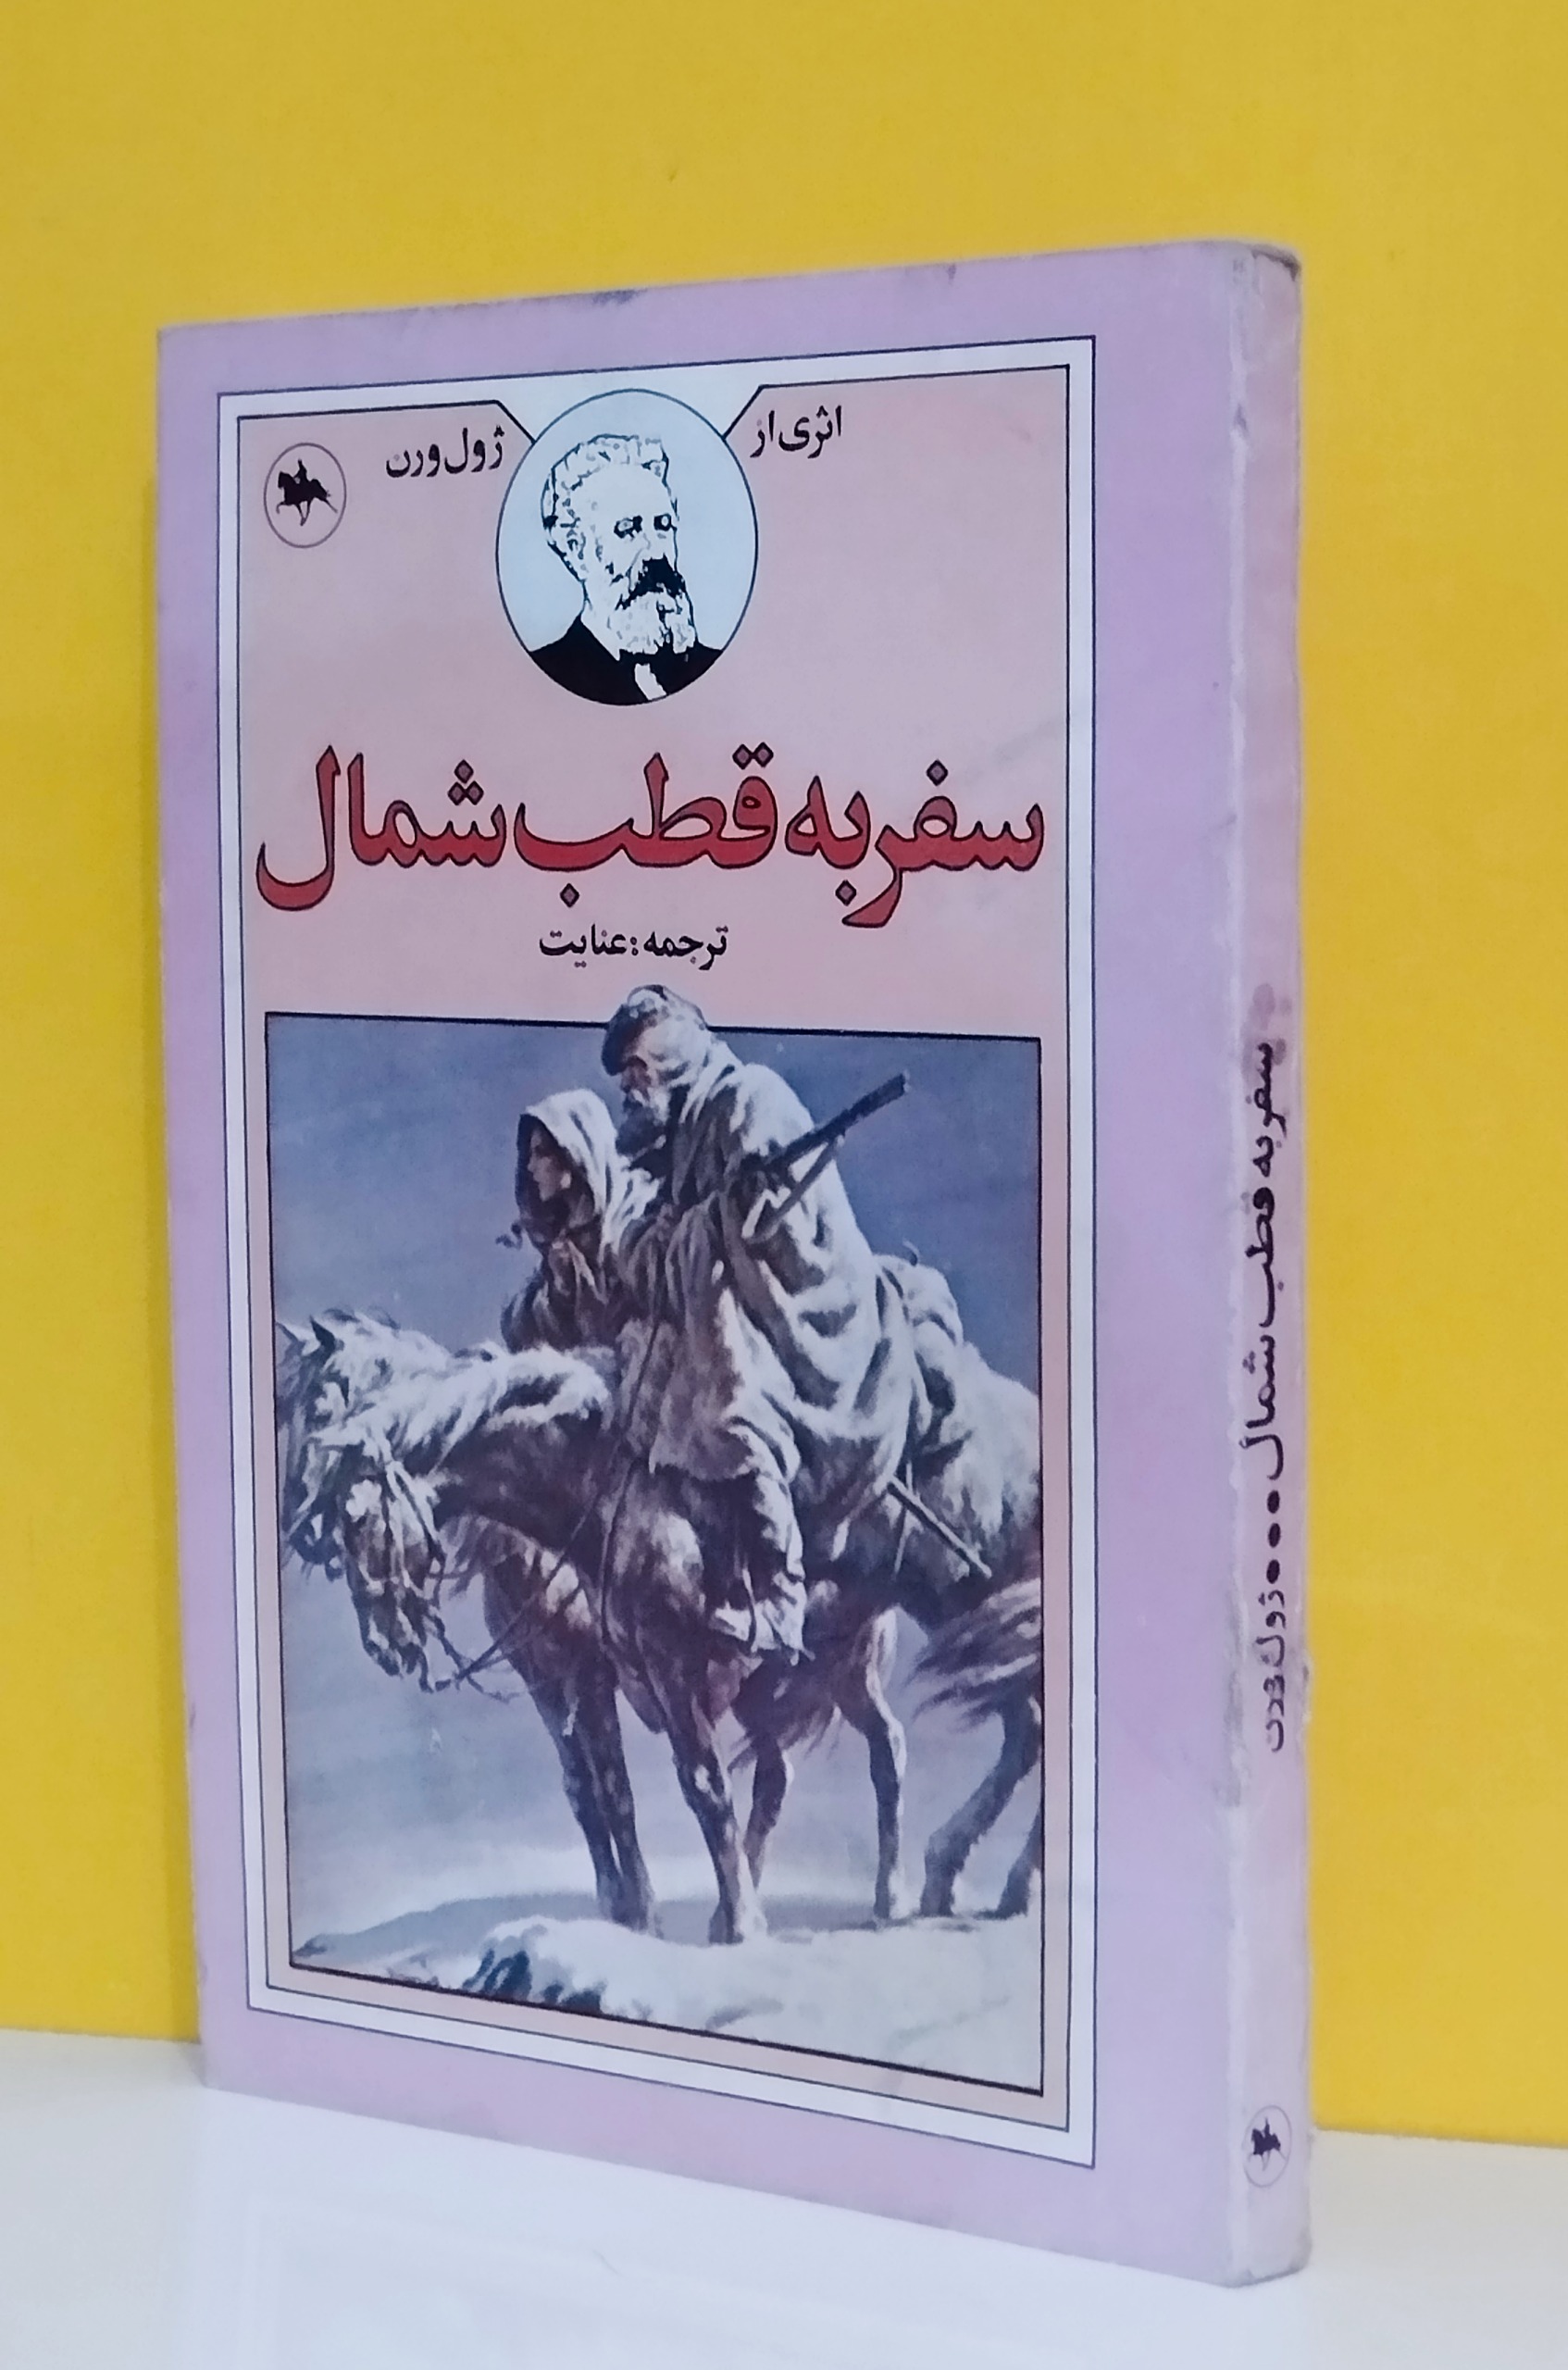 اثری از ژول ورن
سفر به قطب شمال
ترجمه: عنایت
سفر به قطب شمال ••• ژول ورن